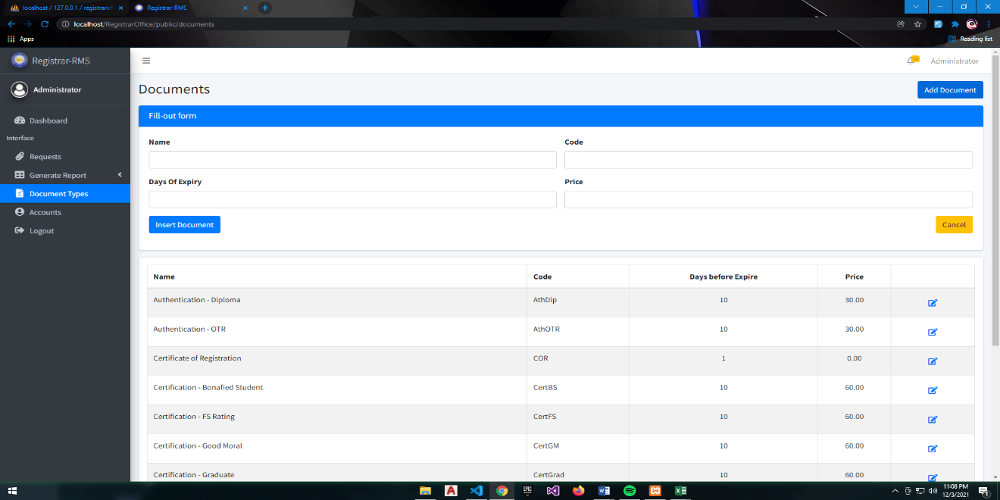 localhost / 127.0.0.1 / registrarof
Registrar-RMS
localhost/RegistrarOffice/public/documents
Apps
Reading list
Registrar-RMS
Administrator
Administrator
Dashboard
Interface
Requests
Generate Report
Document Types
Accounts
Logout
Documents
Add Document
Fill-out form
Name
Code
Days Of Expiry
Price
Insert Document
Cancel
Name Code Days before Expire Price
Authentication - Diploma AthDip 10 30.00
Authentication - OTR AthOTR 10 30.00
Certificate of Registration COR 1 0.00
Certification - Bonafied Student CertBS 10 60.00
Certification - FS Rating CertFS 10 60.00
Certification - Good Moral CertGM 10 60.00
Certification - Graduate CertGrad 10 60.00
11:08 PM
12/3/2021